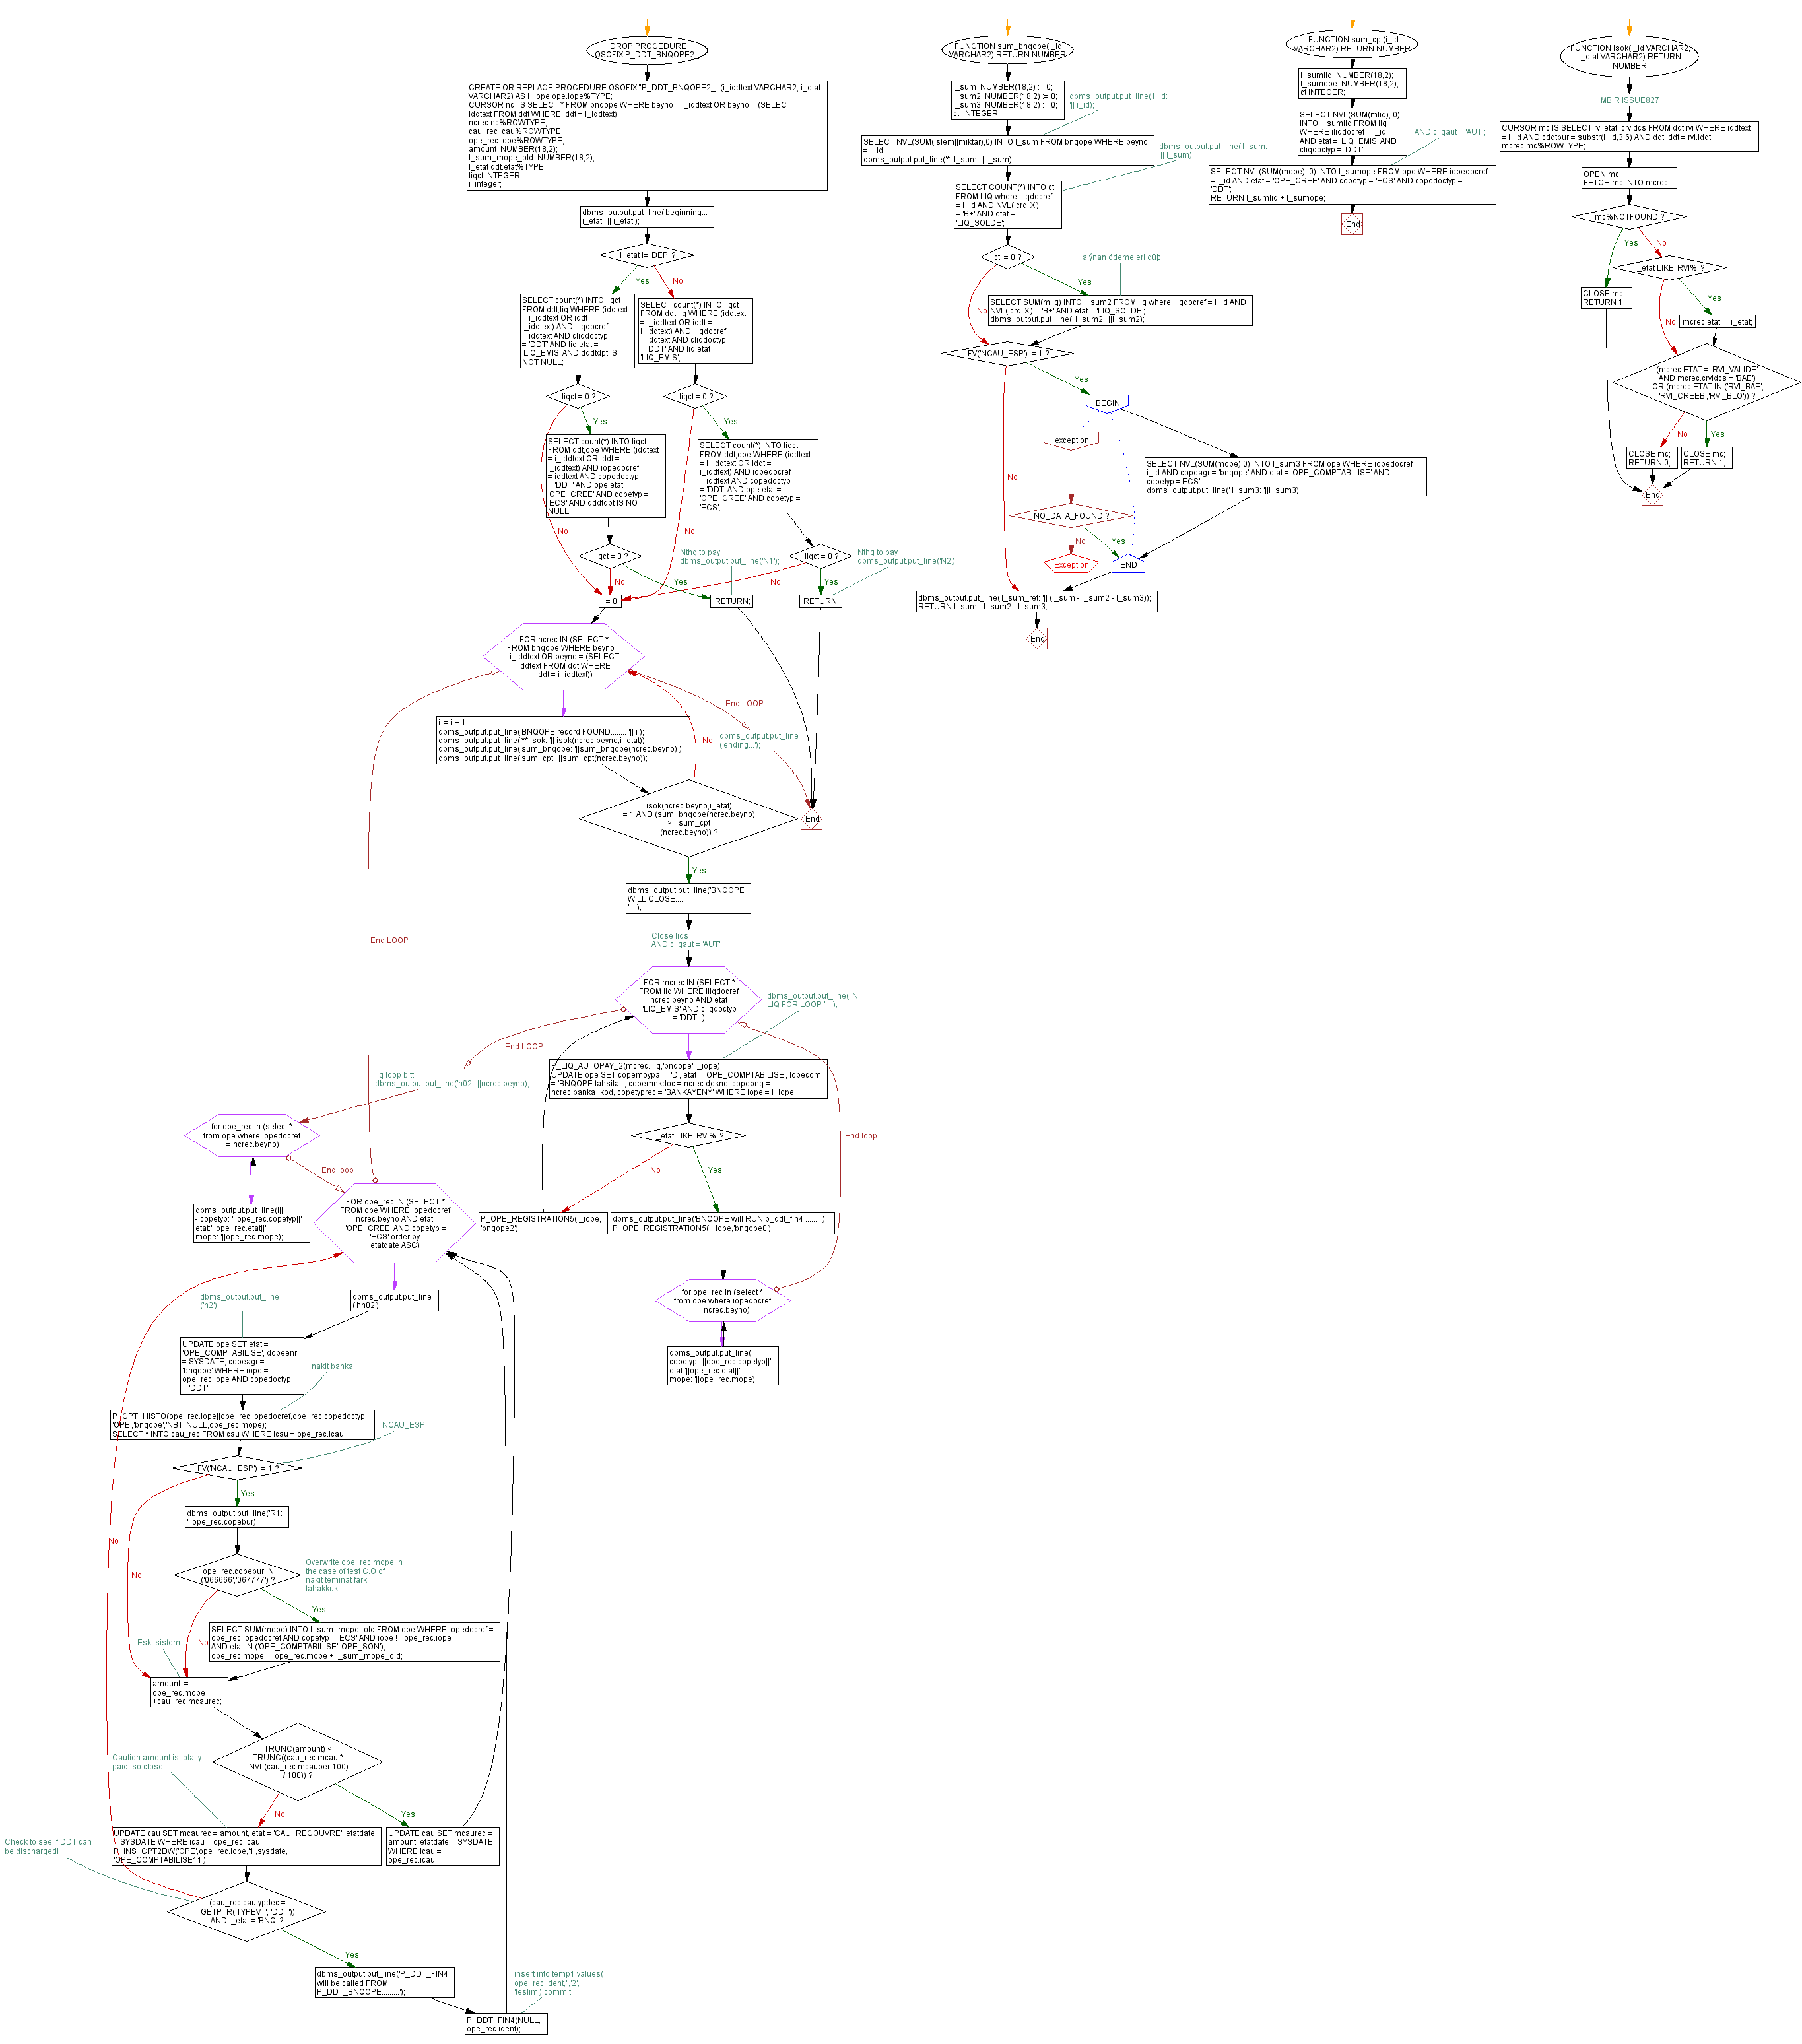 DROP PROCEDURE
OSOFIX.P_DDT_BNQOPE2_;
CREATE OR REPLACE PROCEDURE OSOFIX."P_DDT_BNQOPE2_" (i_iddtext VARCHAR2, i_etat
VARCHAR2) AS l_iope ope.iope%TYPE;
CURSOR nc  IS SELECT * FROM bnqope WHERE beyno = i_iddtext OR beyno = (SELECT
iddtext FROM ddt WHERE iddt = i_iddtext);
ncrec nc%ROWTYPE;
cau_rec  cau%ROWTYPE;
ope_rec  ope%ROWTYPE;
amount  NUMBER(18,2);
l_sum_mope_old  NUMBER(18,2);
l_etat ddt.etat%TYPE;
liqct INTEGER;
i  integer;
dbms_output.put_line('beginning...
i_etat: '|| i_etat );
i_etat != 'DEP' ?
Yes
No
SELECT count(*) INTO liqct
FROM ddt,liq WHERE (iddtext
= i_iddtext OR iddt =
i_iddtext) AND iliqdocref
= iddtext AND cliqdoctyp
= 'DDT' AND liq.etat =
'LIQ_EMIS' AND dddtdpt IS
NOT NULL;
SELECT count(*) INTO liqct
FROM ddt,liq WHERE (iddtext
= i_iddtext OR iddt =
i_iddtext) AND iliqdocref
= iddtext AND cliqdoctyp
= 'DDT' AND liq.etat =
'LIQ_EMIS';
liqct = 0 ?
liqct = 0 ?
Yes
Yes
SELECT count(*) INTO liqct
FROM ddt,ope WHERE (iddtext
= i_iddtext OR iddt =
i_iddtext) AND iopedocref
= iddtext AND copedoctyp
= 'DDT' AND ope.etat =
'OPE_CREE' AND copetyp =
'ECS' AND dddtdpt IS NOT
NULL;
SELECT count(*) INTO liqct
FROM ddt,ope WHERE (iddtext
= i_iddtext OR iddt =
i_iddtext) AND iopedocref
= iddtext AND copedoctyp
= 'DDT' AND ope.etat =
'OPE_CREE' AND copetyp =
'ECS';
No
No
liqct = 0 ?
Nthg to pay
dbms_output.put_line('N1');
liqct = 0 ?
Nthg to pay
dbms_output.put_line('N2');
No
Yes
No
Yes
i:= 0;
RETURN;
RETURN;
FOR ncrec IN (SELECT *
FROM bnqope WHERE beyno =
i_iddtext OR beyno = (SELECT
iddtext FROM ddt WHERE
iddt = i_iddtext))
End LOOP
i := i + 1;
dbms_output.put_line('BNQOPE record FOUND........ '|| i );
dbms_output.put_line('** isok: '|| isok(ncrec.beyno,i_etat));
dbms_output.put_line('sum_bnqope: '||sum_bnqope(ncrec.beyno) );
dbms_output.put_line('sum_cpt: '||sum_cpt(ncrec.beyno));
No
dbms_output.put_line
('ending...');
isok(ncrec.beyno,i_etat)
= 1 AND (sum_bnqope(ncrec.beyno)
>= sum_cpt
(ncrec.beyno)) ?
End
Yes
dbms_output.put_line('BNQOPE
WILL CLOSE........
'|| i);
Close liqs
AND cliqaut = 'AUT'
End LOOP
FOR mcrec IN (SELECT *
FROM liq WHERE iliqdocref
= ncrec.beyno AND etat =
'LIQ_EMIS' AND cliqdoctyp
= 'DDT'  )
dbms_output.put_line('IN
LIQ FOR LOOP '|| i);
End LOOP
liq loop bitti
dbms_output.put_line('h02: '||ncrec.beyno);
P_LIQ_AUTOPAY_2(mcrec.iliq,'bnqope',l_iope);
UPDATE ope SET copemoypai = 'D', etat = 'OPE_COMPTABILISE', lopecom
= 'BNQOPE tahsilati', copemnkdoc = ncrec.dekno, copebnq =
ncrec.banka_kod, copetyprec = 'BANKAYENY' WHERE iope = l_iope;
i_etat LIKE 'RVI%' ?
End loop
No
Yes
for ope_rec in (select *
from ope where iopedocref
= ncrec.beyno)
End loop
dbms_output.put_line(i||'
- copetyp: '||ope_rec.copetyp||'
etat:'||ope_rec.etat||'
mope: '||ope_rec.mope);
FOR ope_rec IN (SELECT *
FROM ope WHERE iopedocref
= ncrec.beyno AND etat =
'OPE_CREE' AND copetyp =
'ECS' order by
etatdate ASC)
P_OPE_REGISTRATION5(l_iope,
'bnqope2');
dbms_output.put_line('BNQOPE will RUN p_ddt_fin4 ........');
P_OPE_REGISTRATION5(l_iope,'bnqope0');
for ope_rec in (select *
from ope where iopedocref
= ncrec.beyno)
dbms_output.put_line(i||'
copetyp: '||ope_rec.copetyp||'
etat:'||ope_rec.etat||'
mope: '||ope_rec.mope);
dbms_output.put_line
('hh02');
dbms_output.put_line
('h2');
UPDATE ope SET etat =
'OPE_COMPTABILISE', dopeenr
= SYSDATE, copeagr =
'bnqope' WHERE iope =
ope_rec.iope AND copedoctyp
= 'DDT';
nakit banka
P_CPT_HISTO(ope_rec.iope||ope_rec.iopedocref,ope_rec.copedoctyp,
'OPE','bnqope','NBT',NULL,ope_rec.mope);
SELECT * INTO cau_rec FROM cau WHERE icau = ope_rec.icau;
NCAU_ESP
FV('NCAU_ESP')  = 1 ?
Yes
dbms_output.put_line('R1:
'||ope_rec.copebur);
No
No
ope_rec.copebur IN
('066666','067777') ?
Overwrite ope_rec.mope in
the case of test C.O of
nakit teminat fark
tahakkuk
Yes
SELECT SUM(mope) INTO l_sum_mope_old FROM ope WHERE iopedocref =
ope_rec.iopedocref AND copetyp = 'ECS' AND iope != ope_rec.iope
AND etat IN ('OPE_COMPTABILISE','OPE_SON');
ope_rec.mope := ope_rec.mope + l_sum_mope_old;
Eski sistem
No
amount :=
ope_rec.mope
+cau_rec.mcaurec;
TRUNC(amount) <
TRUNC((cau_rec.mcau *
NVL(cau_rec.mcauper,100)
/ 100)) ?
Caution amount is totally
paid, so close it
No
Yes
UPDATE cau SET mcaurec = amount, etat = 'CAU_RECOUVRE', etatdate
= SYSDATE WHERE icau = ope_rec.icau;
P_INS_CPT2DW('OPE',ope_rec.iope,'1',sysdate,
'OPE_COMPTABILISE11');
UPDATE cau SET mcaurec =
amount, etatdate = SYSDATE
WHERE icau =
ope_rec.icau;
Check to see if DDT can
be discharged!
(cau_rec.cautypdec =
GETPTR('TYPEVT', 'DDT'))
AND i_etat = 'BNQ' ?
Yes
dbms_output.put_line('P_DDT_FIN4
will be called FROM
P_DDT_BNQOPE.........');
insert into temp1 values(
ope_rec.ident,'','2',
'teslim');commit;
P_DDT_FIN4(NULL,
ope_rec.ident);
FUNCTION sum_bnqope(i_id
VARCHAR2) RETURN NUMBER
l_sum  NUMBER(18,2) := 0;
l_sum2  NUMBER(18,2) := 0;
l_sum3  NUMBER(18,2) := 0;
ct  INTEGER;
dbms_output.put_line('i_id:
'|| i_id);
SELECT NVL(SUM(islem||miktar),0) INTO l_sum FROM bnqope WHERE beyno
= i_id;
dbms_output.put_line('*  l_sum: '||l_sum);
dbms_output.put_line('l_sum:
'|| l_sum);
SELECT COUNT(*) INTO ct
FROM LIQ where iliqdocref
= i_id AND NVL(icrd,'X')
= 'B+' AND etat =
'LIQ_SOLDE';
ct != 0 ?
alýnan ödemeleri düþ
Yes
No
SELECT SUM(mliq) INTO l_sum2 FROM liq where iliqdocref = i_id AND
NVL(icrd,'X') = 'B+' AND etat = 'LIQ_SOLDE';
dbms_output.put_line(' l_sum2: '||l_sum2);
FV('NCAU_ESP')  = 1 ?
Yes
BEGIN
exception
SELECT NVL(SUM(mope),0) INTO l_sum3 FROM ope WHERE iopedocref =
i_id AND copeagr = 'bnqope' AND etat = 'OPE_COMPTABILISE' AND
copetyp ='ECS';
dbms_output.put_line(' l_sum3: '||l_sum3);
No
NO_DATA_FOUND ?
No
Yes
Exception
END
dbms_output.put_line('l_sum_ret: '|| (l_sum - l_sum2 - l_sum3));
RETURN l_sum - l_sum2 - l_sum3;
End
FUNCTION sum_cpt(i_id
VARCHAR2) RETURN NUMBER
l_sumliq  NUMBER(18,2);
l_sumope  NUMBER(18,2);
ct INTEGER;
SELECT NVL(SUM(mliq), 0)
INTO l_sumliq FROM liq
WHERE iliqdocref = i_id
AND etat = 'LIQ_EMIS' AND
cliqdoctyp = 'DDT';
AND cliqaut = 'AUT';
SELECT NVL(SUM(mope), 0) INTO l_sumope FROM ope WHERE iopedocref
= i_id AND etat = 'OPE_CREE' AND copetyp = 'ECS' AND copedoctyp =
'DDT';
RETURN l_sumliq + l_sumope;
End
FUNCTION isok(i_id VARCHAR2,
i_etat VARCHAR2) RETURN
NUMBER
MBIR ISSUE827
CURSOR mc IS SELECT rvi.etat, crvidcs FROM ddt,rvi WHERE iddtext
= i_id AND cddtbur = substr(i_id,3,6) AND ddt.iddt = rvi.iddt;
mcrec mc%ROWTYPE;
OPEN mc;
FETCH mc INTO mcrec;
mc%NOTFOUND ?
Yes
No
i_etat LIKE 'RVI%' ?
CLOSE mc;
RETURN 1;
Yes
No
mcrec.etat := i_etat;
(mcrec.ETAT = 'RVI_VALIDE'
AND mcrec.crvidcs = 'BAE')
OR (mcrec.ETAT IN ('RVI_BAE',
'RVI_CREEB','RVI_BLO')) ?
No
Yes
CLOSE mc;
RETURN 0;
CLOSE mc;
RETURN 1;
End